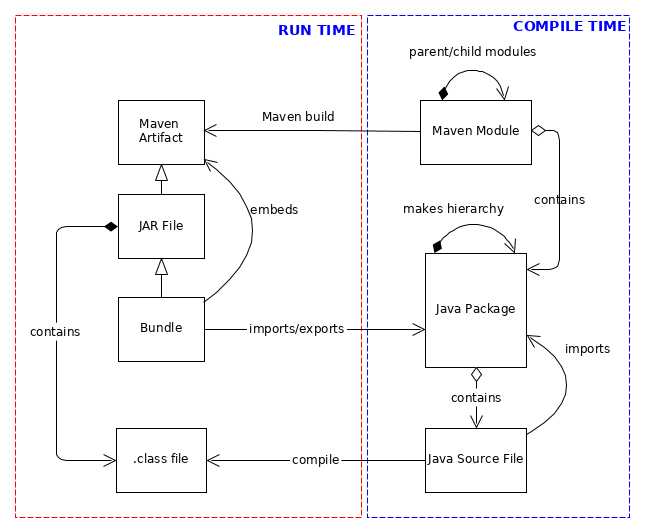 RUN TIME
COMPILE TIME
parent/child modules
Maven
Artifact
Maven build
Maven Module
contains
JAR File
embeds
makes hierarchy
contains
Bundle
imports/exports
Java Package
imports
contains
.class file
compile
Java Source File